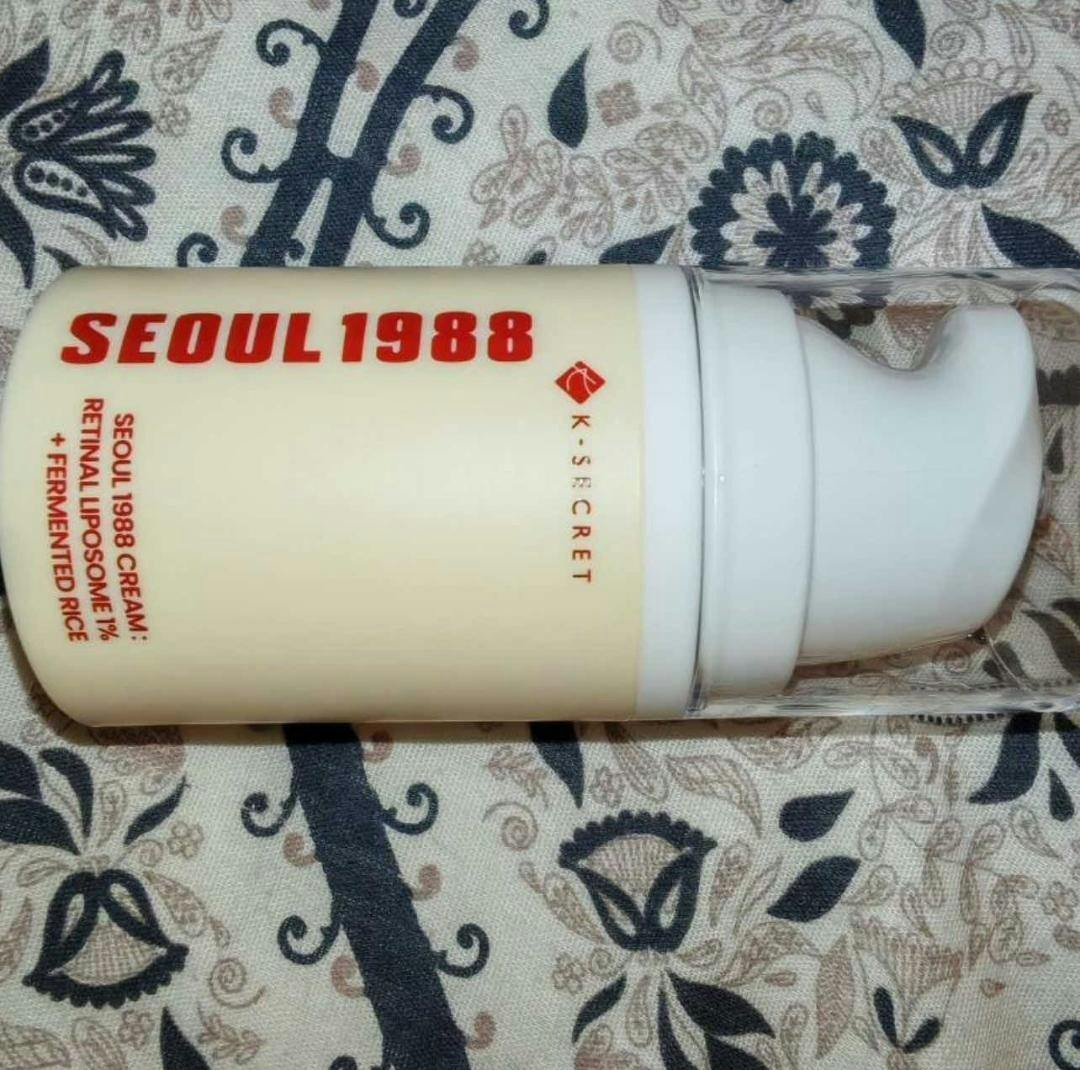 SEOUL 1988
SEOUL 1988 CREAM :
RETINAL LIPOSOME 1%
+ FERMENTED RICE
K-SECRET